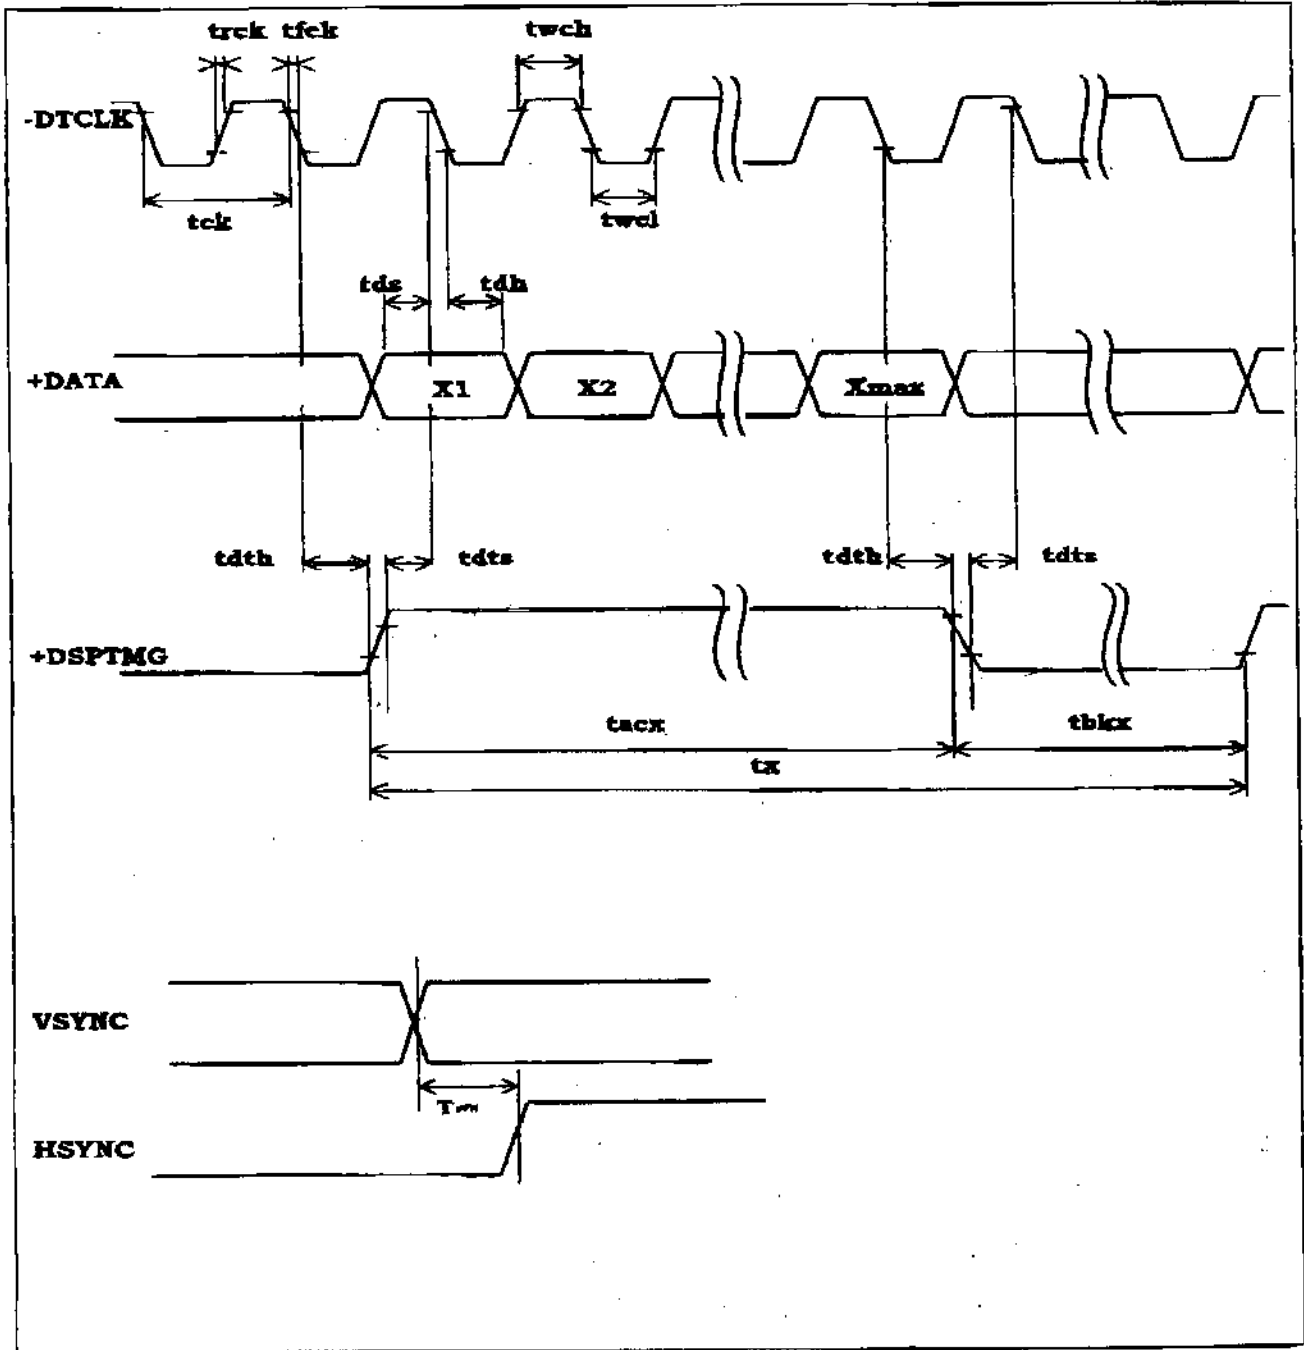 trck tfck twch
-DTCLK
tck twcl
tds tdh
+DATA X1 X2 Xmax
tdth tdts tdth tdts
+DSPTMG
tacx tbkx
tx
VSYNC
HSYNC